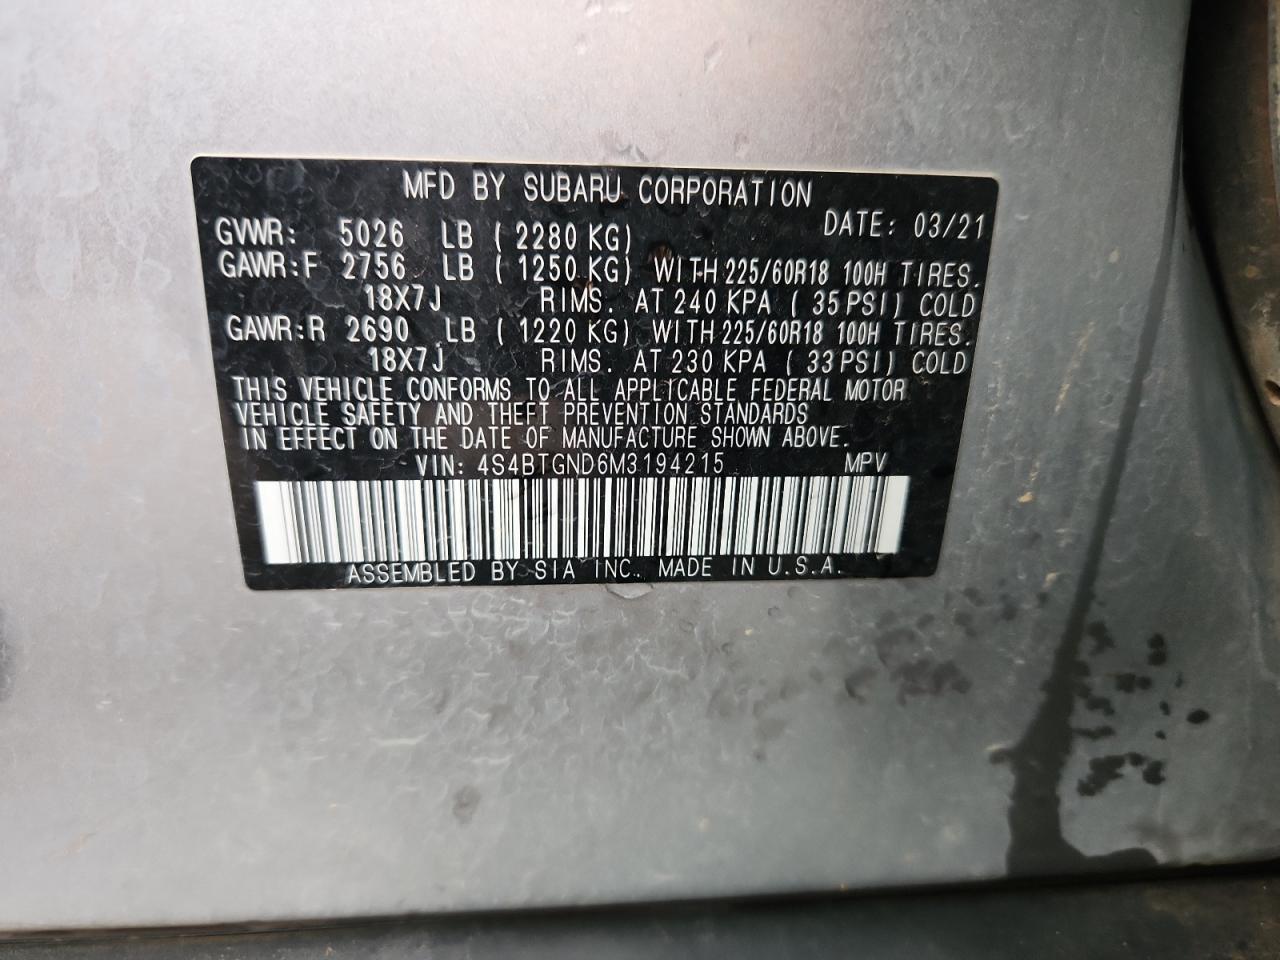 MFD BY SUBARU CORPORATION
DATE: 03/21
GVWR: 5026 LB ( 2280 KG)
GAWR:F 2756 LB ( 1250 KG) WITH 225/60R18 100H TIRES.
18X7J RIMS. AT 240 KPA ( 35 PSI) COLD
GAWR:R 2690 LB ( 1220 KG) WITH 225/60R18 100H TIRES.
18X7J RIMS. AT 230 KPA ( 33 PSI) COLD
THIS VEHICLE CONFORMS TO ALL APPLICABLE FEDERAL MOTOR
VEHICLE SAFETY AND THEFT PREVENTION STANDARDS
IN EFFECT ON THE DATE OF MANUFACTURE SHOWN ABOVE.
VIN: 4S4BTGND6M3194215 MPV
ASSEMBLED BY SIA INC. MADE IN U.S.A.